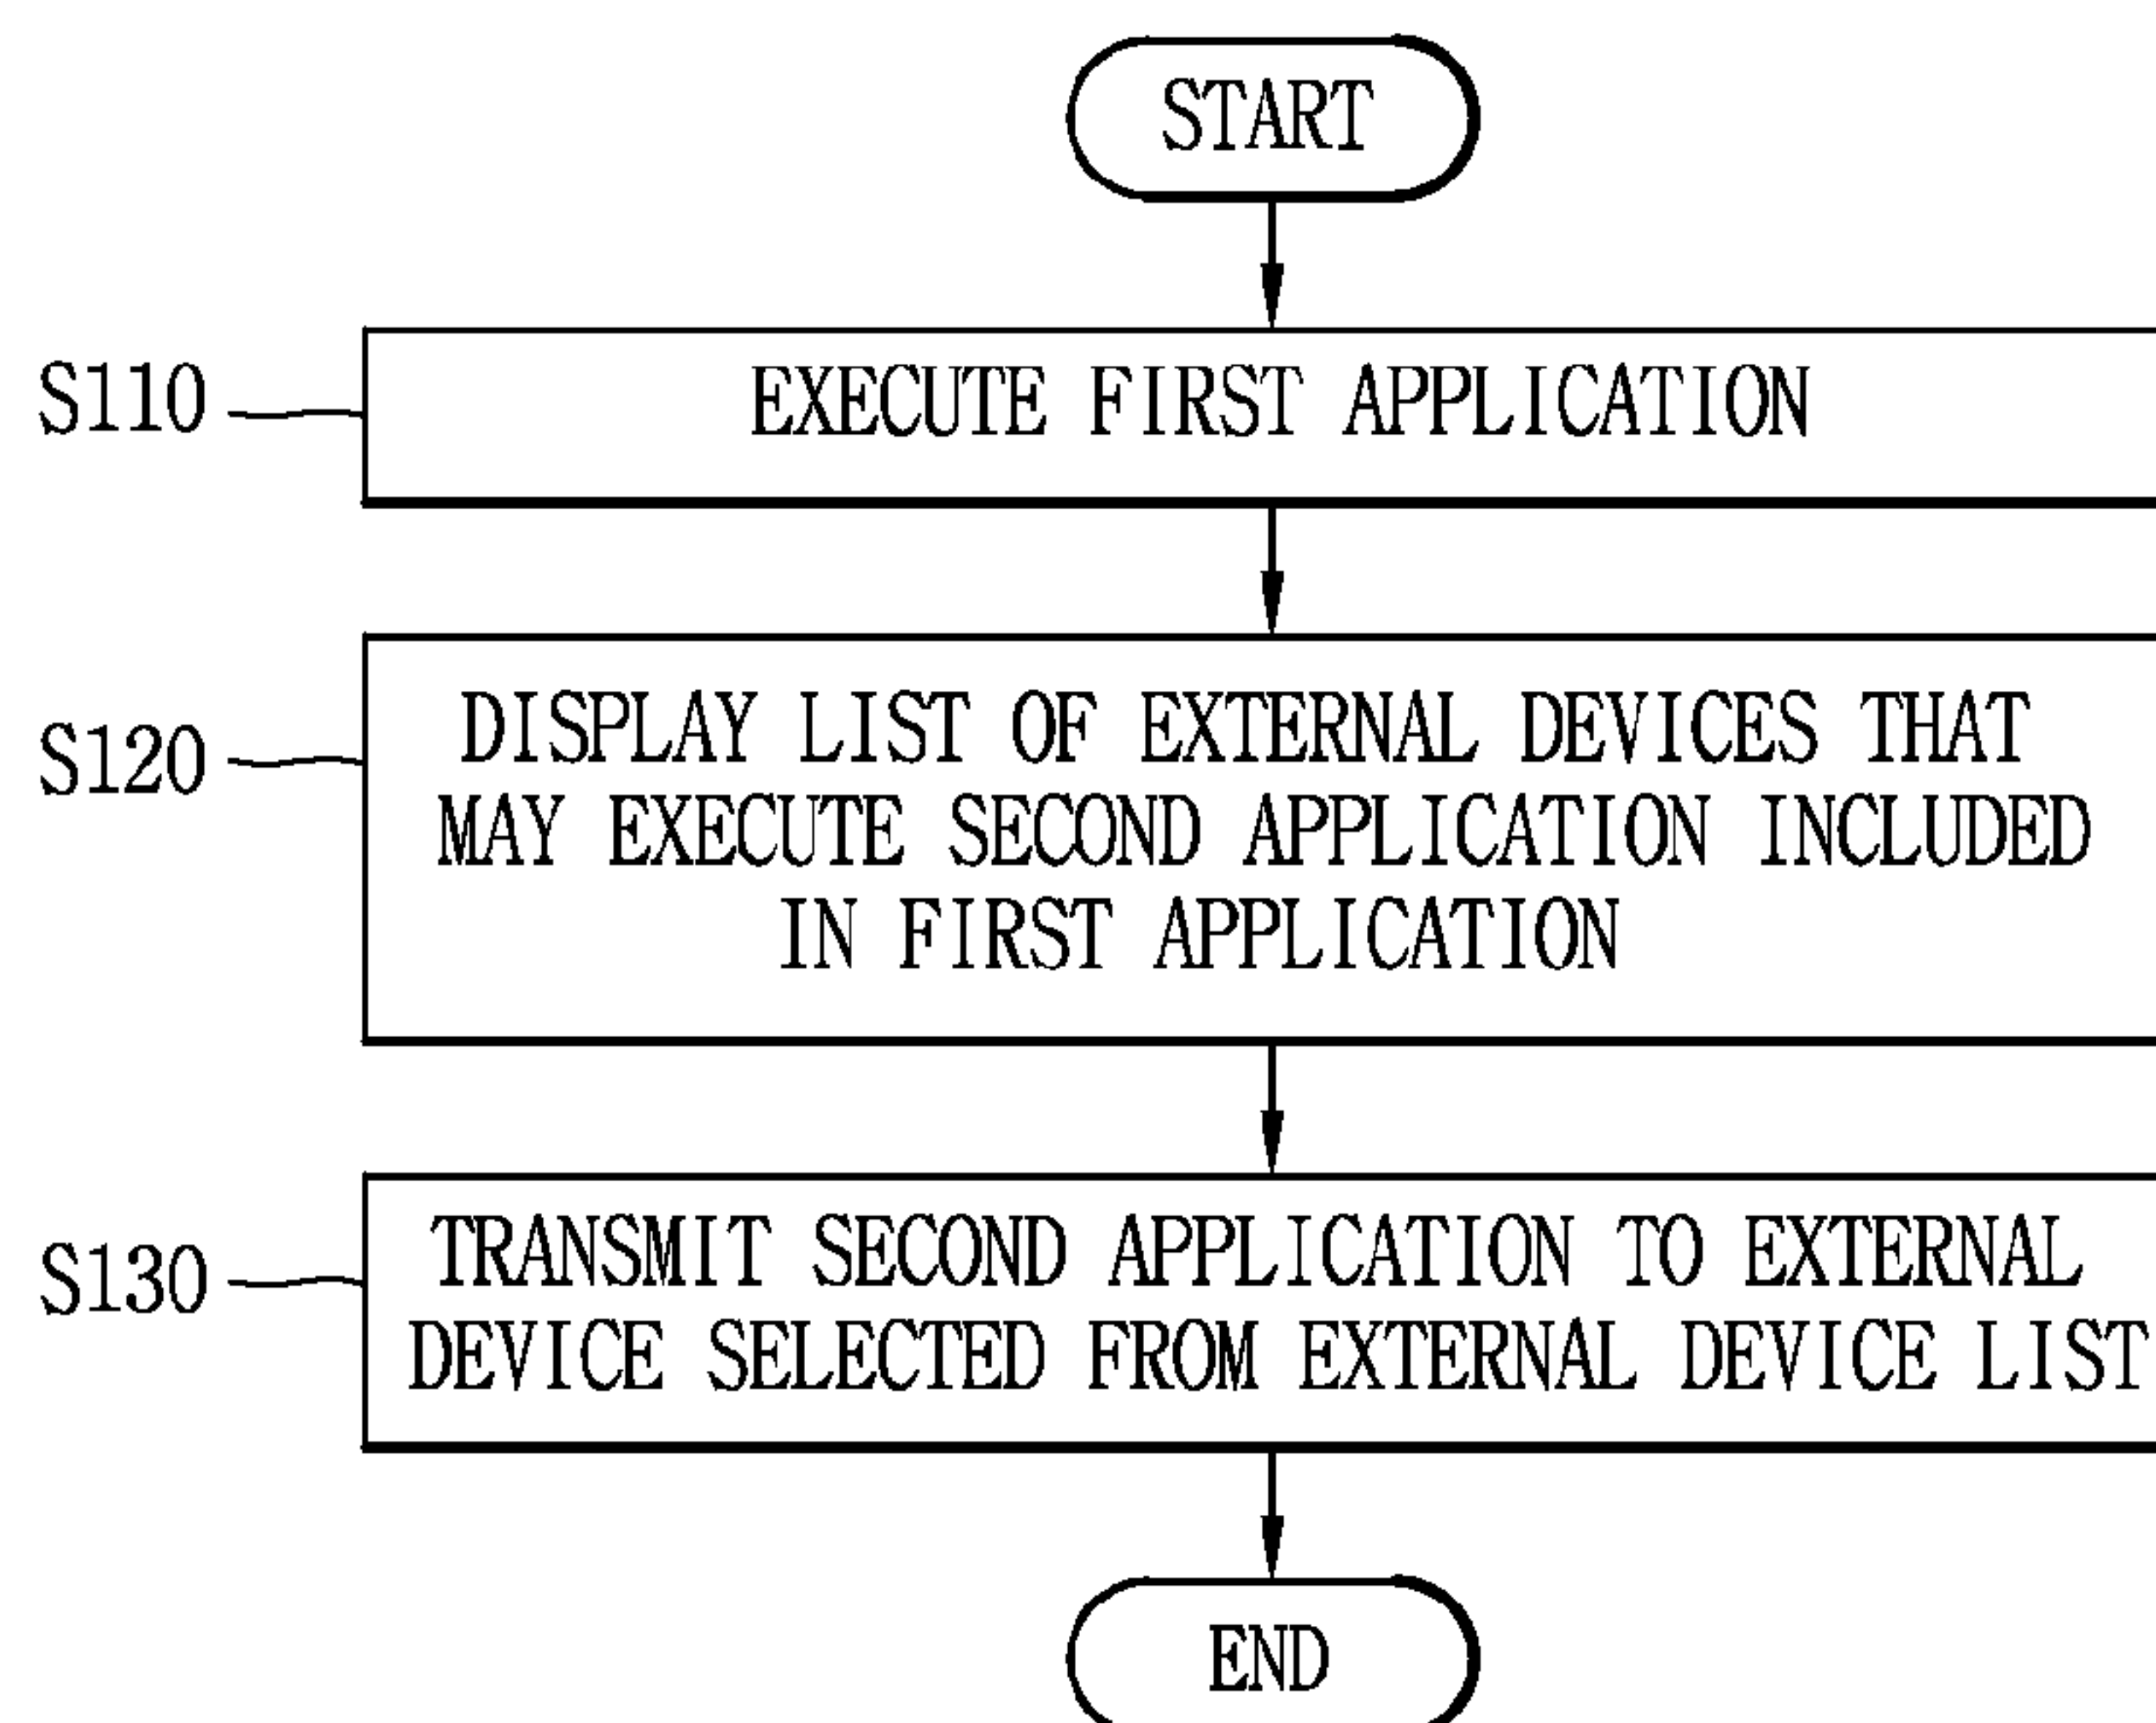 START
S110
EXECUTE FIRST APPLICATION
S120
DISPLAY LIST OF EXTERNAL DEVICES THAT
MAY EXECUTE SECOND APPLICATION INCLUDED
IN FIRST APPLICATION
S130
TRANSMIT SECOND APPLICATION TO EXTERNAL
DEVICE SELECTED FROM EXTERNAL DEVICE LIST
END